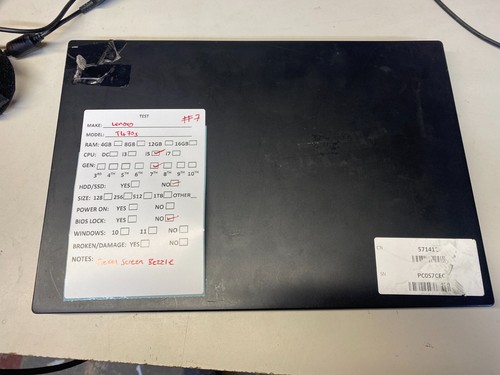 TEST
#7
MAKE: Lenovo
MODEL: T470s
RAM: 4GB 8GB 12GB 16GB
CPU: DC I3 I5 I7
GEN:
3RD 4TH 5TH 6TH 7TH 8TH 9TH 10TH
HDD/SSD: YES NO
SIZE: 128 256 512 1TB OTHER
POWER ON: YES NO
BIOS LOCK: YES NO
WINDOWS: 10 11 NO
BROKEN/DAMAGE: YES NO
NOTES: Screen Bezzle